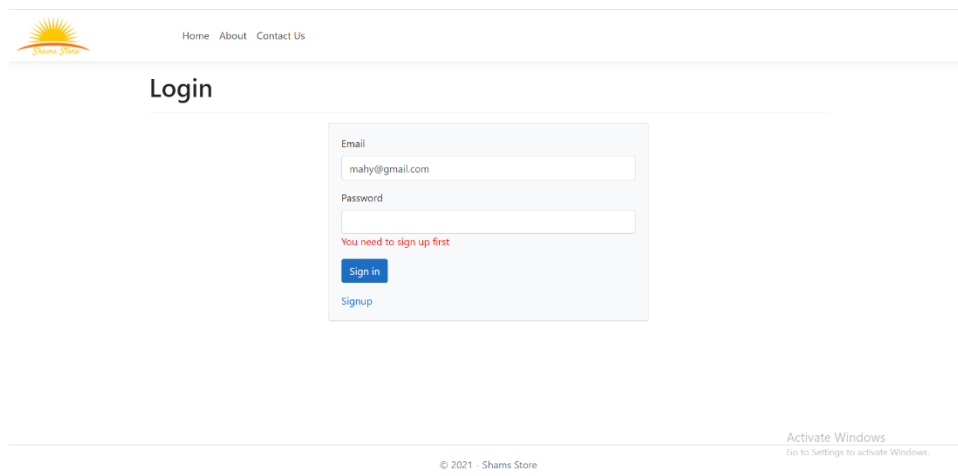 Shams Store
Home About Contact Us
Login
Email
mahy@gmail.com
Password
You need to sign up first
Sign in
Signup
Activate Windows
Go to Settings to activate Windows.
© 2021 - Shams Store